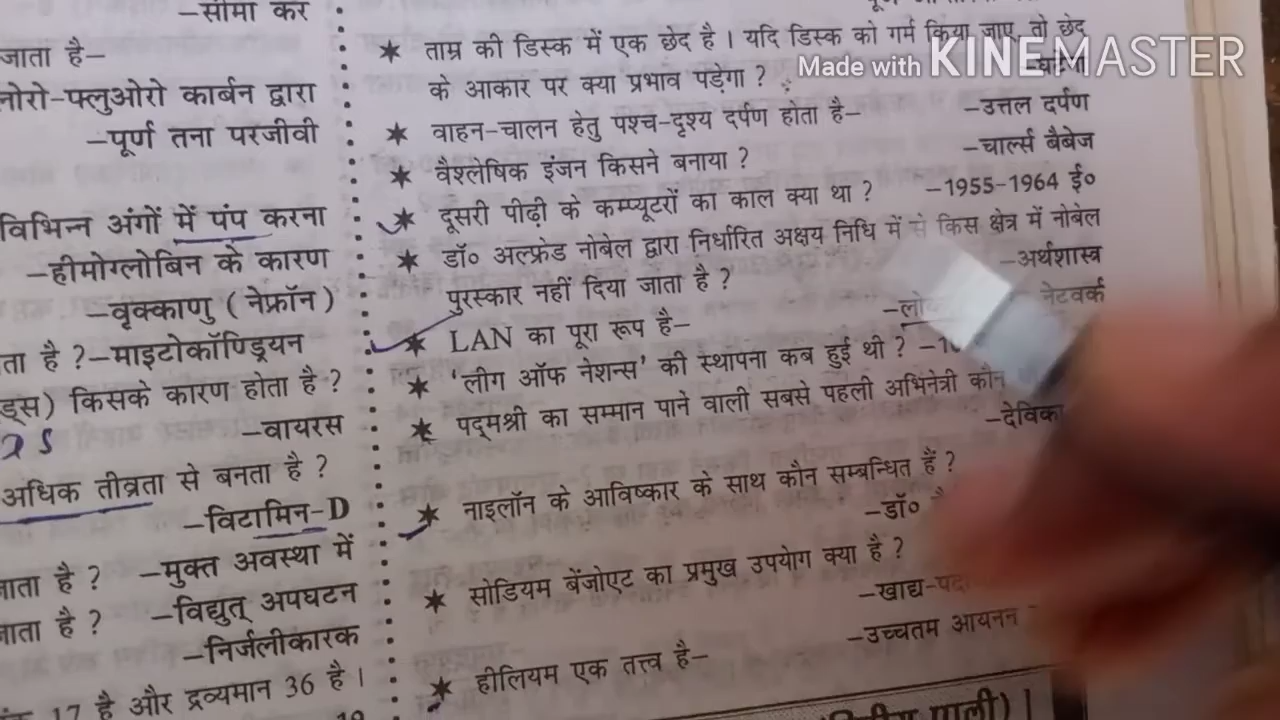 –सीमा कर
जाता है–
फ्लुओरो कार्बन द्वारा
–पूर्ण तना परजीवी
विभिन्न अंगों में पंप करना
–हीमोग्लोबिन के कारण
–वृक्काणु ( नेफ्रॉन )
ता है ?–माइटोकॉण्ड्रियन
ड्स) किसके कारण होता है ?
–वायरस
अधिक तीव्रता से बनता है ?
–विटामिन-D
जाता है ? –मुक्त अवस्था में
जाता है ? –विद्युत् अपघटन
–निर्जलीकारक
17 है और द्रव्यमान 36 है ।
★ ताम्र की डिस्क में एक छेद है । यदि डिस्क को गर्म किया जाए, तो छेद
के आकार पर क्या प्रभाव पड़ेगा ?
★ वाहन-चालन हेतु पश्च-दृश्य दर्पण होता है– –उत्तल दर्पण
★ वैश्लेषिक इंजन किसने बनाया ? –चार्ल्स बैबेज
★ दूसरी पीढ़ी के कम्प्यूटरों का काल क्या था ? –1955-1964 ई०
★ डॉ० अल्फ्रेड नोबेल द्वारा निर्धारित अक्षय निधि में से किस क्षेत्र में नोबेल
पुरस्कार नहीं दिया जाता है ? –अर्थशास्त्र
★ LAN का पूरा रूप है– नेटवर्क
★ ‘लीग ऑफ नेशन्स’ की स्थापना कब हुई थी ?
★ पद्मश्री का सम्मान पाने वाली सबसे पहली अभिनेत्री कौन
–देविका
★ नाइलॉन के आविष्कार के साथ कौन सम्बन्धित हैं ?
–डॉ०
★ सोडियम बेंजोएट का प्रमुख उपयोग क्या है ?
–खाद्य-
★ हीलियम एक तत्त्व है– –उच्चतम आयनन
Made with KINEMASTER